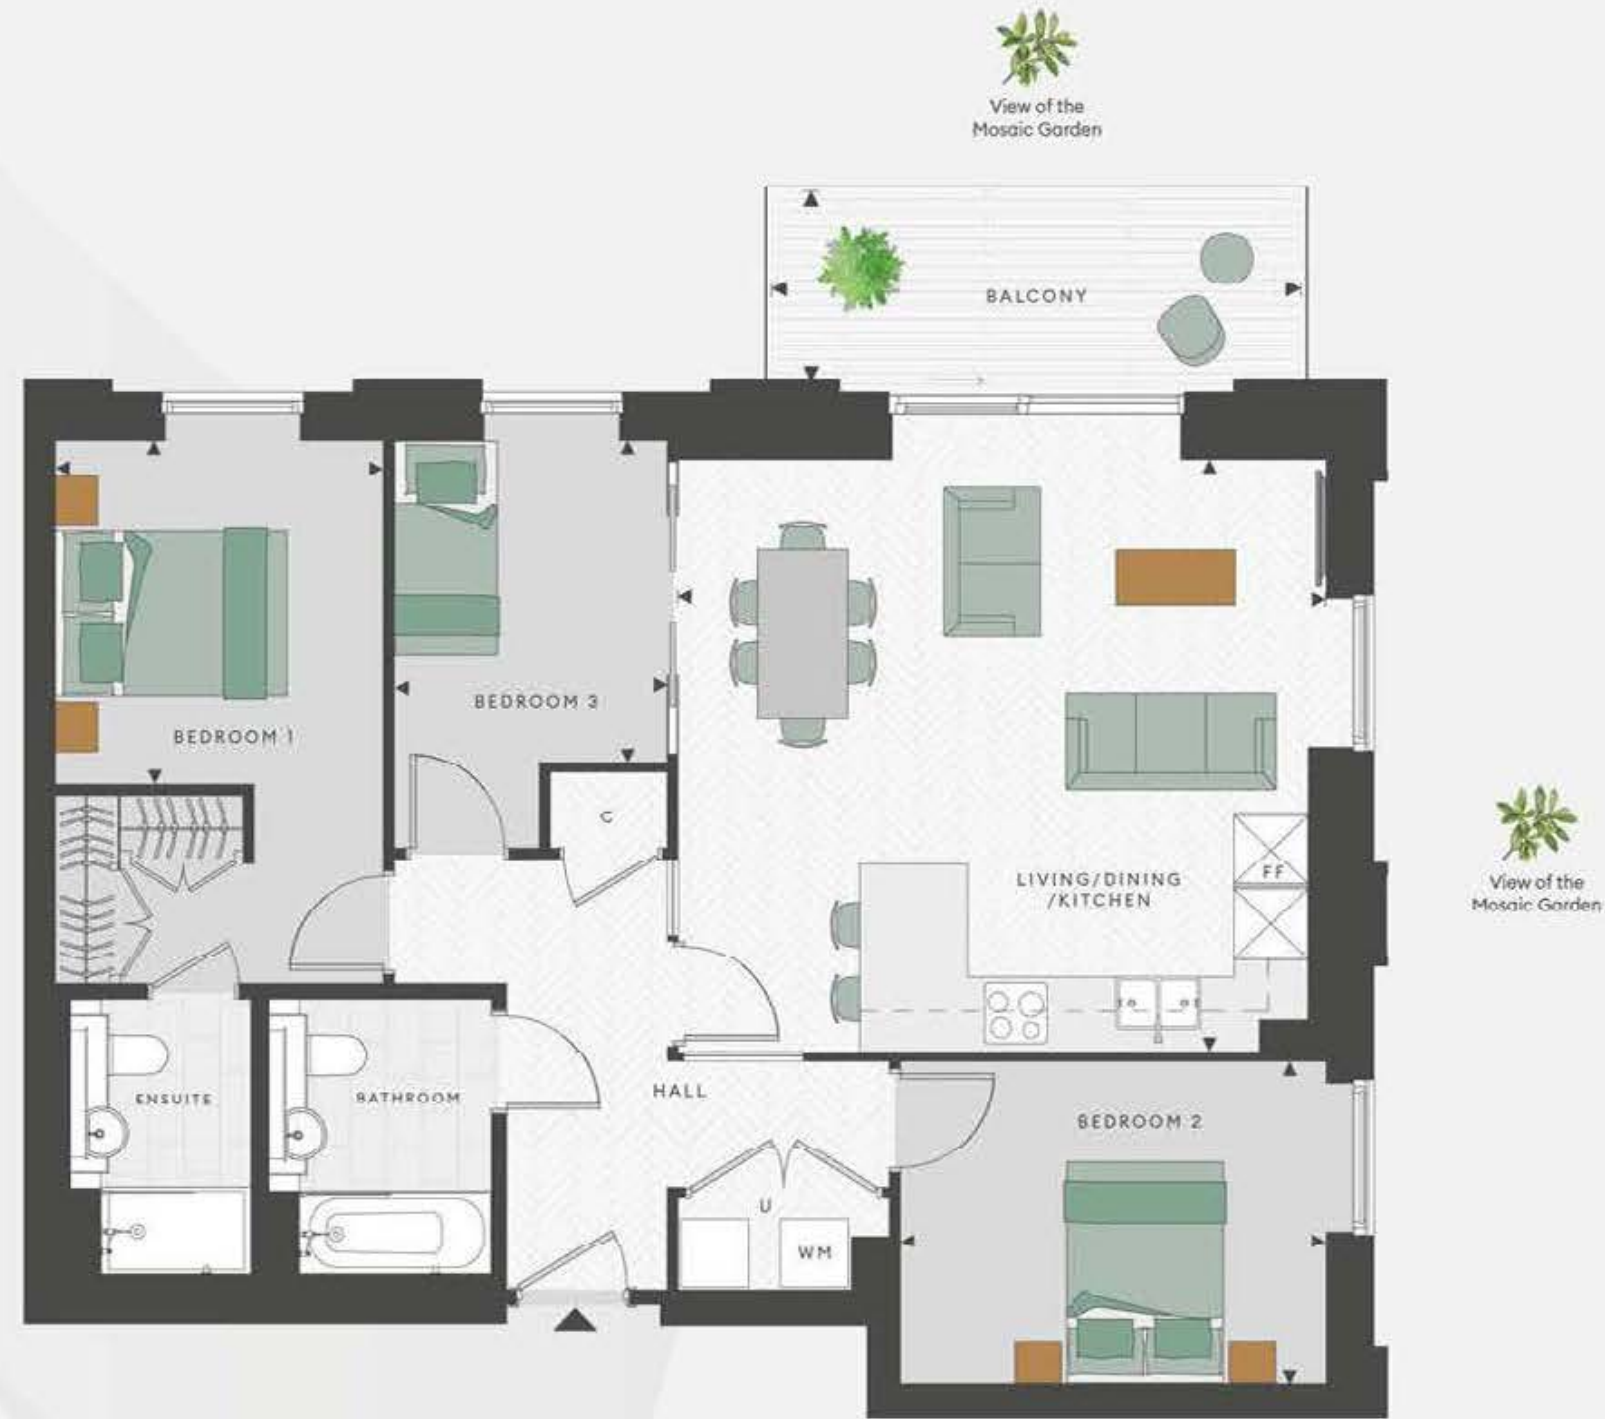 View of the
Mosaic Garden
BALCONY
BEDROOM 1
BEDROOM 3
C
LIVING/DINING
/KITCHEN
FF
View of the
Mosaic Garden
ENSUITE
BATHROOM
HALL
BEDROOM 2
U
WM